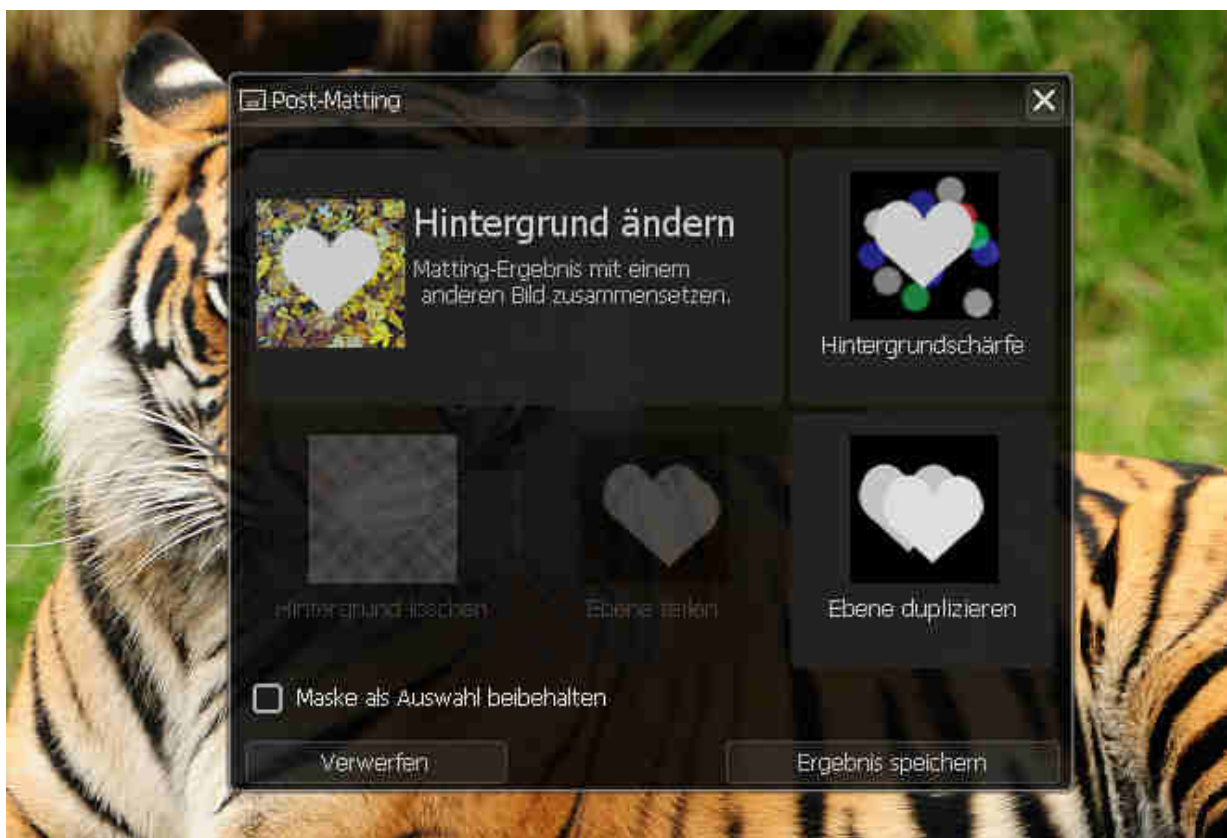 Post-Matting
Hintergrund ändern
Matting-Ergebnis mit einem
anderen Bild zusammensetzen.
Hintergrundschärfe
Hintergrund löschen
Ebene teilen
Ebene duplizieren
Maske als Auswahl beibehalten
Verwerfen
Ergebnis speichern